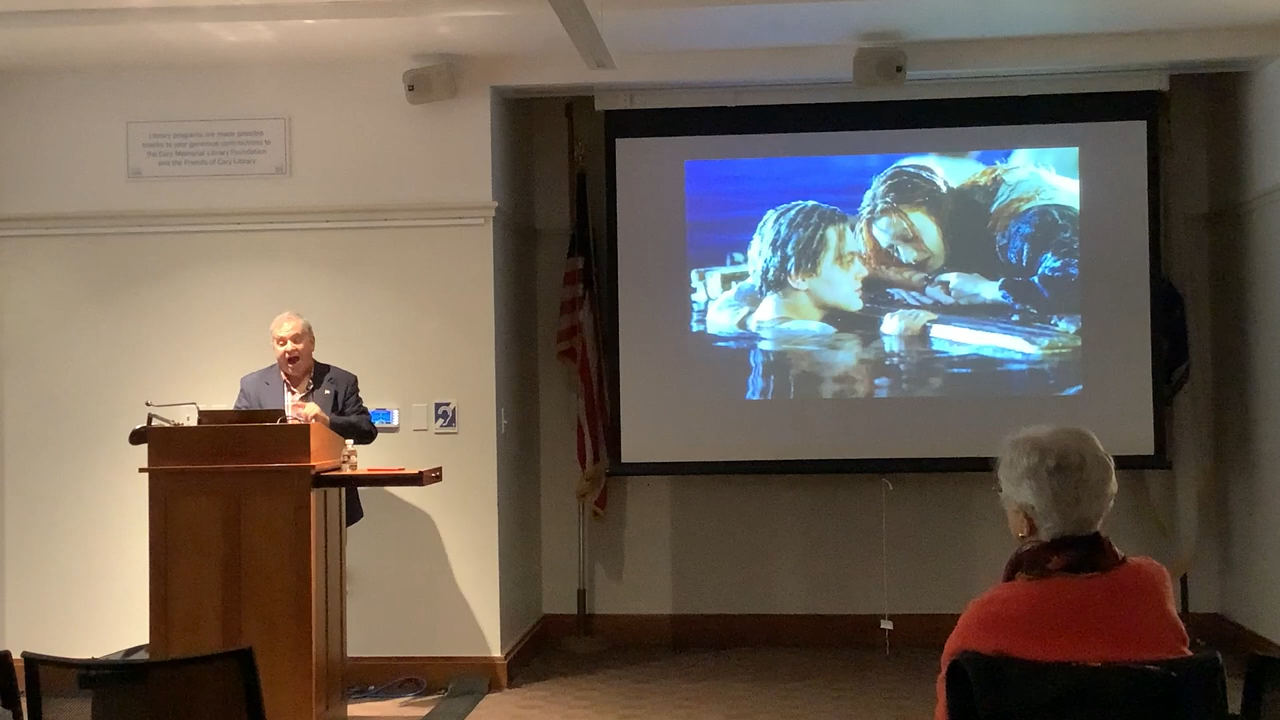 Library programs are made possible
thanks to your generous contributions to
the Cary Memorial Library Foundation
and the Friends of Cary Library